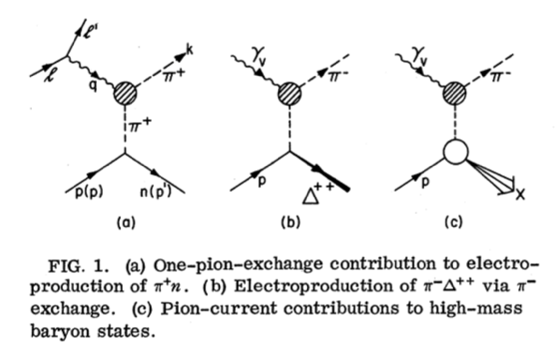 ℓ' k
π⁺
ℓ q
π⁺
p(p) n(p')
(a)
γᵥ π⁻
p Δ⁺⁺
(b)
γᵥ π⁻
p X
(c)
FIG. 1. (a) One-pion-exchange contribution to electro-
production of π⁺n. (b) Electroproduction of π⁻Δ⁺⁺ via π⁻
exchange. (c) Pion-current contributions to high-mass
baryon states.